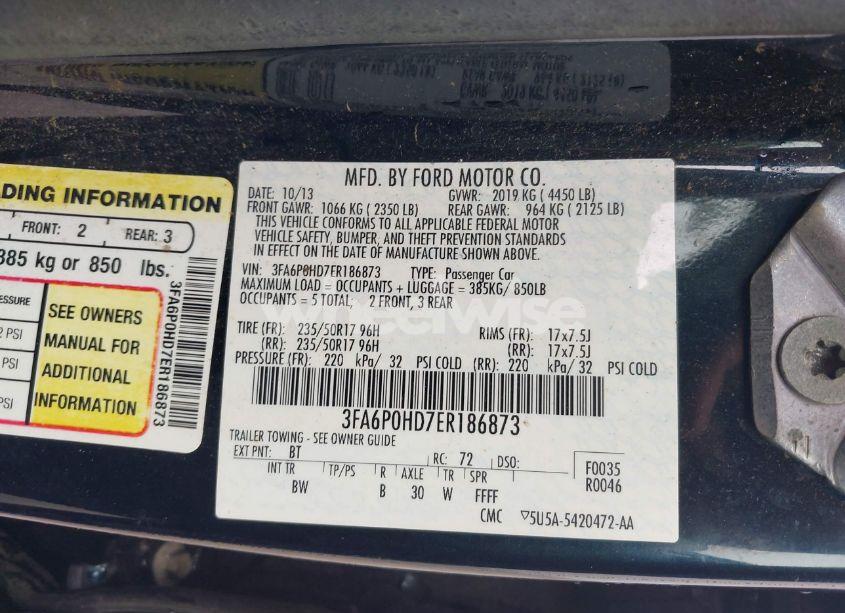 ADING INFORMATION
FRONT: 2 REAR: 3
385 kg or 850 lbs.
PRESSURE
SEE OWNERS
MANUAL FOR
ADDITIONAL
INFORMATION
2 PSI
PSI
PSI
3FA6P0HD7ER186873
MFD. BY FORD MOTOR CO.
DATE: 10/13 GVWR: 2019 KG ( 4450 LB)
FRONT GAWR: 1066 KG ( 2350 LB) REAR GAWR: 964 KG ( 2125 LB)
THIS VEHICLE CONFORMS TO ALL APPLICABLE FEDERAL MOTOR
VEHICLE SAFETY, BUMPER, AND THEFT PREVENTION STANDARDS
IN EFFECT ON THE DATE OF MANUFACTURE SHOWN ABOVE.
VIN: 3FA6P0HD7ER186873 TYPE: Passenger Car
MAXIMUM LOAD = OCCUPANTS + LUGGAGE = 385KG/ 850LB
OCCUPANTS = 5 TOTAL: 2 FRONT, 3 REAR
wheelwise
TIRE (FR): 235/50R17 96H RIMS (FR): 17x7.5J
(RR): 235/50R17 96H (RR): 17x7.5J
PRESSURE (FR): 220 kPa/ 32 PSI COLD (RR): 220 kPa/ 32 PSI COLD
3FA6P0HD7ER186873
TRAILER TOWING - SEE OWNER GUIDE
EXT PNT: BT RC: 72 DSO: F0035
R0046
INT TR TP/PS R AXLE TR SPR
BW B 30 W FFFF
CMC ▽5U5A-5420472-AA